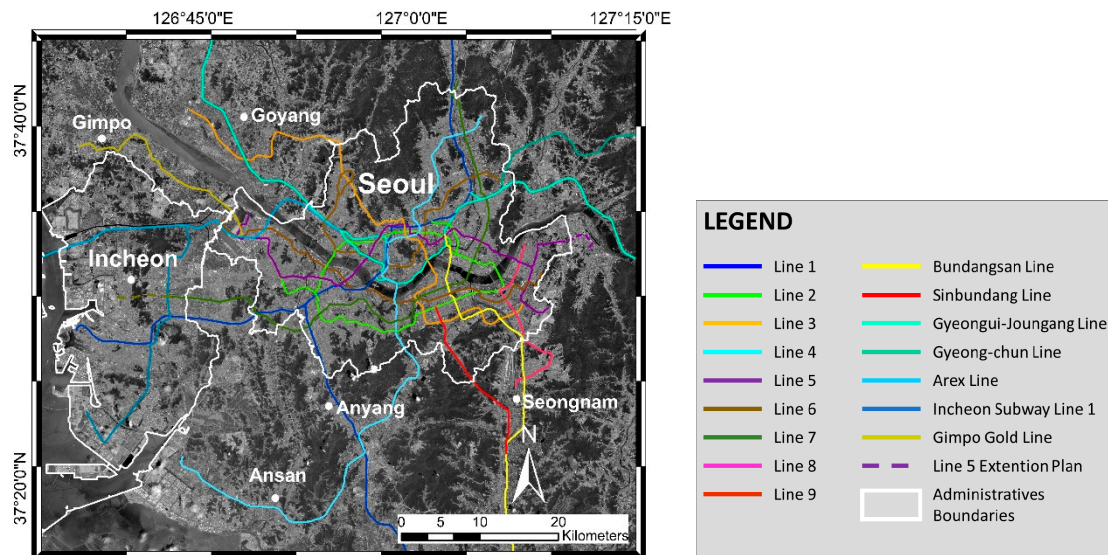 126°45'0"E
127°0'0"E
127°15'0"E
37°40'0"N
37°20'0"N
Goyang
Gimpo
Seoul
Incheon
Anyang
Seongnam
Ansan
N
0 5 10 20
Kilometers
LEGEND
Line 1
Line 2
Line 3
Line 4
Line 5
Line 6
Line 7
Line 8
Line 9
Bundangsan Line
Sinbundang Line
Gyeongui-Joungang Line
Gyeong-chun Line
Arex Line
Incheon Subway Line 1
Gimpo Gold Line
Line 5 Extention Plan
Administratives
Boundaries